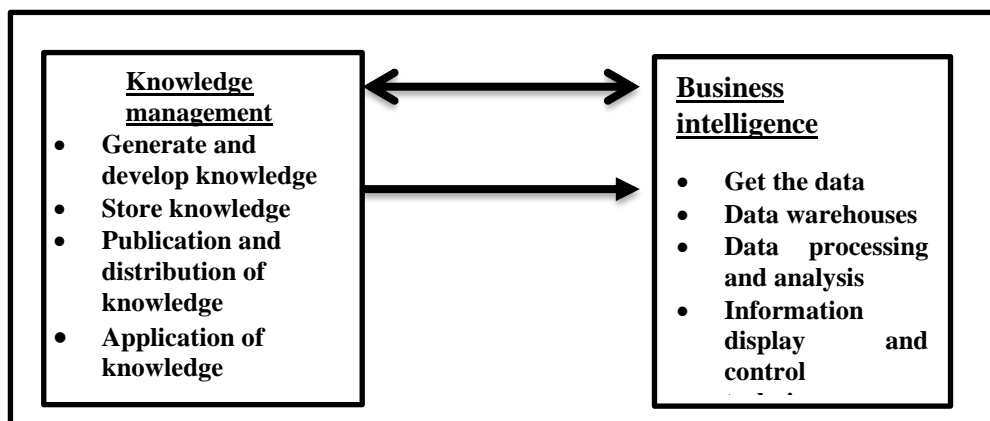 Knowledge
management
• Generate and
develop knowledge
• Store knowledge
• Publication and
distribution of
knowledge
• Application of
knowledge
Business
intelligence
• Get the data
• Data warehouses
• Data processing
and analysis
• Information
display and
control